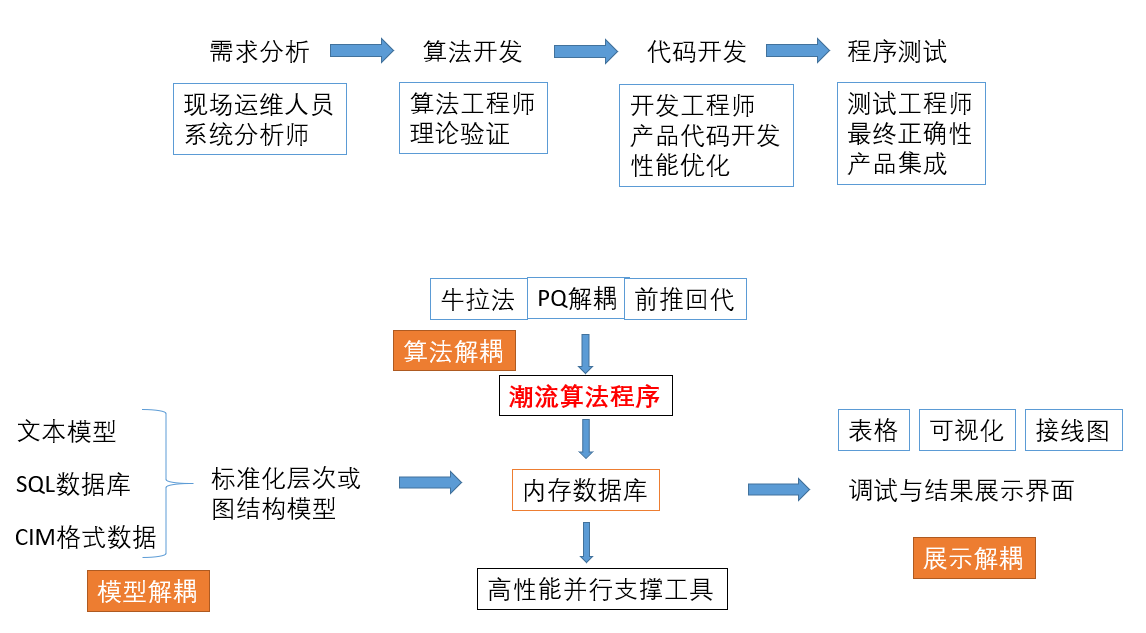 需求分析
算法开发
代码开发
程序测试
现场运维人员
系统分析师
算法工程师
理论验证
开发工程师
产品代码开发
性能优化
测试工程师
最终正确性
产品集成
牛拉法
PQ解耦
前推回代
算法解耦
潮流算法程序
文本模型
SQL数据库
CIM格式数据
模型解耦
标准化层次或
图结构模型
内存数据库
高性能并行支撑工具
表格
可视化
接线图
调试与结果展示界面
展示解耦